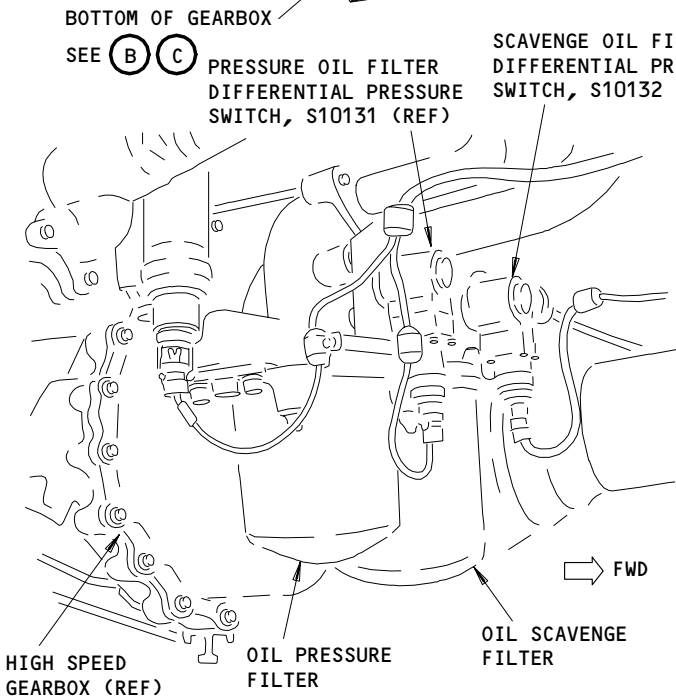 BOTTOM OF GEARBOX
SEE B C
PRESSURE OIL FILTER
DIFFERENTIAL PRESSURE
SWITCH, S10131 (REF)
SCAVENGE OIL FI
DIFFERENTIAL PR
SWITCH, S10132
FWD
HIGH SPEED
GEARBOX (REF)
OIL PRESSURE
FILTER
OIL SCAVENGE
FILTER